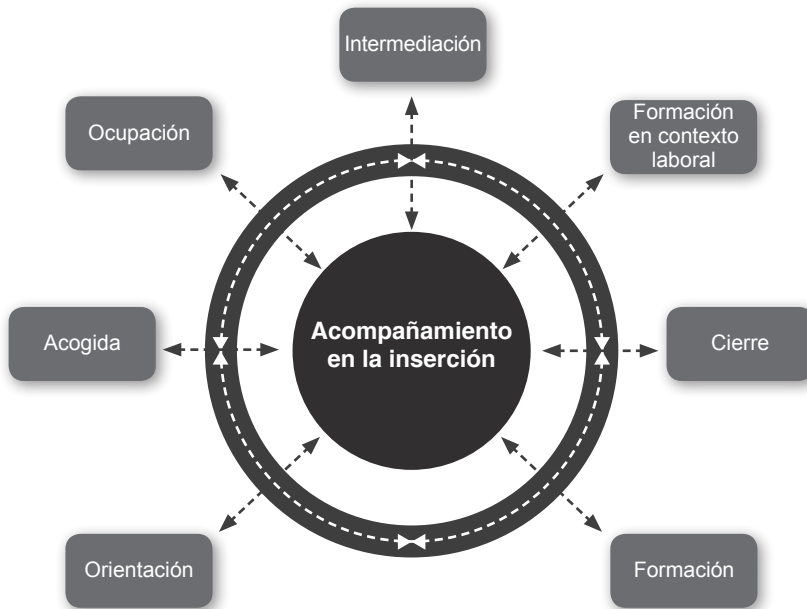 Intermediación
Ocupación
Formación
en contexto
laboral
Acompañamiento
en la inserción
Acogida
Cierre
Orientación
Formación